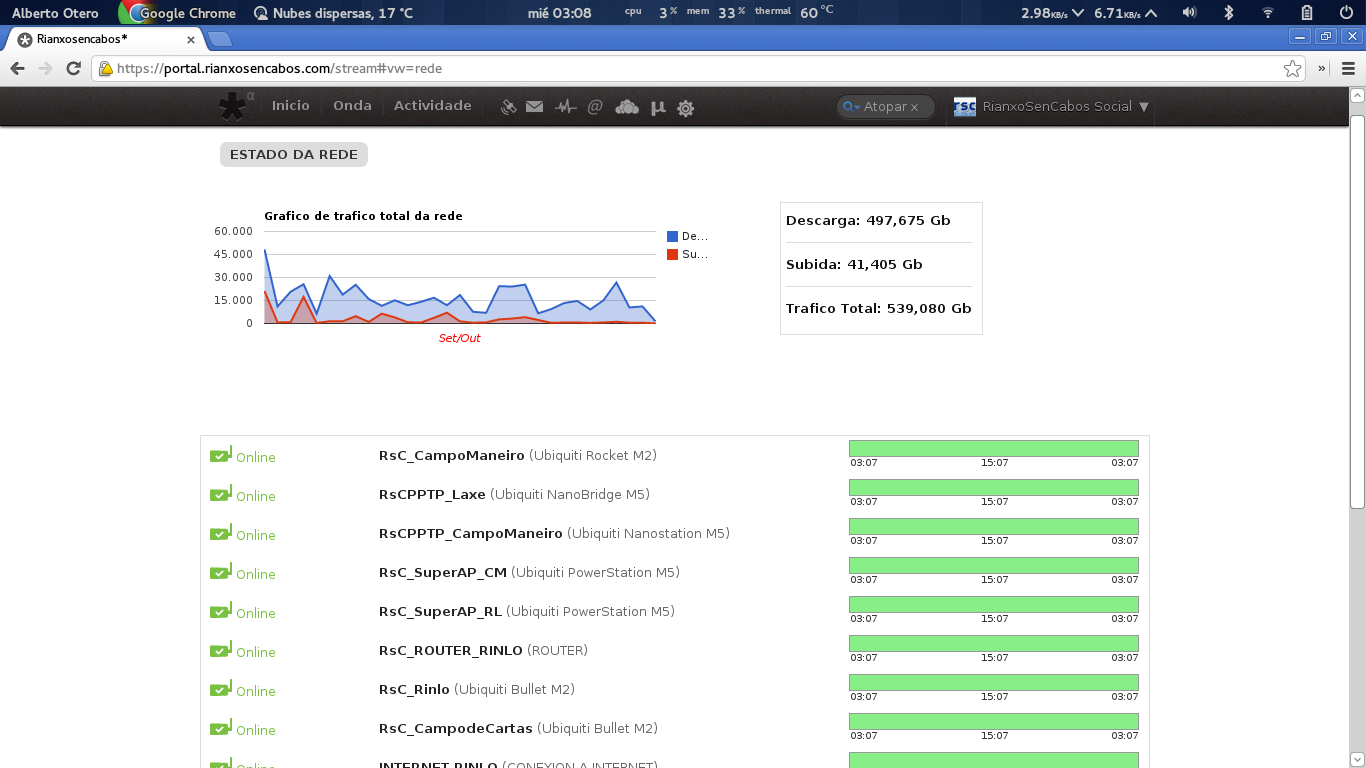 Alberto Otero Google Chrome Nubes dispersas, 17 °C mié 03:08 cpu 3 % mem 33 % thermal 60 °C 2.98KB/s 6.71KB/s
Rianxosencabos*
https://portal.rianxosencabos.com/stream#vw=rede
α Inicio Onda Actividade @ µ Atopar x rsc RianxoSenCabos Social ▼
ESTADO DA REDE
Grafico de trafico total da rede
60.000
45.000
30.000
15.000
0
De...
Su...
Set/Out
Descarga: 497,675 Gb
Subida: 41,405 Gb
Trafico Total: 539,080 Gb
Online RsC_CampoManeiro (Ubiquiti Rocket M2)
03:07 15:07 03:07
Online RsCPPTP_Laxe (Ubiquiti NanoBridge M5)
03:07 15:07 03:07
Online RsCPPTP_CampoManeiro (Ubiquiti Nanostation M5)
03:07 15:07 03:07
Online RsC_SuperAP_CM (Ubiquiti PowerStation M5)
03:07 15:07 03:07
Online RsC_SuperAP_RL (Ubiquiti PowerStation M5)
03:07 15:07 03:07
Online RsC_ROUTER_RINLO (ROUTER)
03:07 15:07 03:07
Online RsC_Rinlo (Ubiquiti Bullet M2)
03:07 15:07 03:07
Online RsC_CampodeCartas (Ubiquiti Bullet M2)
03:07 15:07 03:07
Online INTERNET_RINLO (CONEXION A INTERNET)